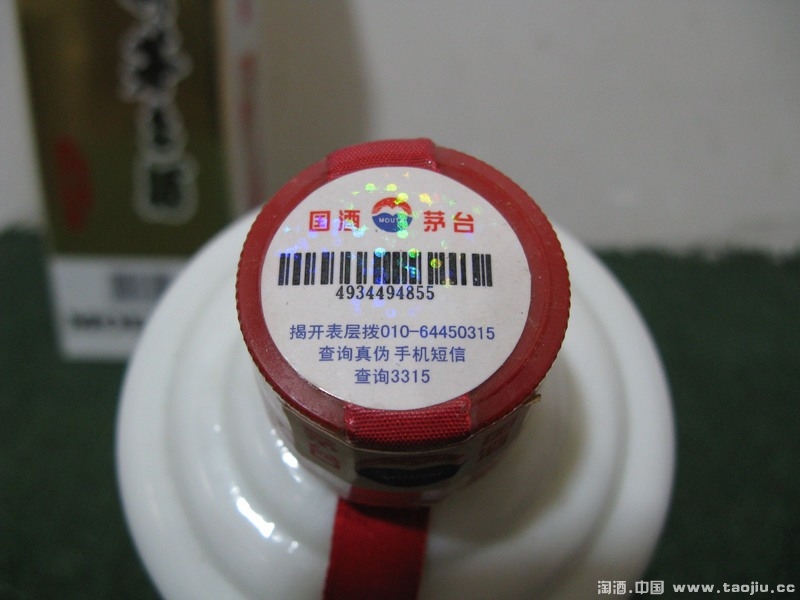 国酒 MOUTAI 茅台
4934494855
揭开表层拨010-64450315
查询真伪 手机短信
查询3315
淘酒.中国 www.taojiu.cc